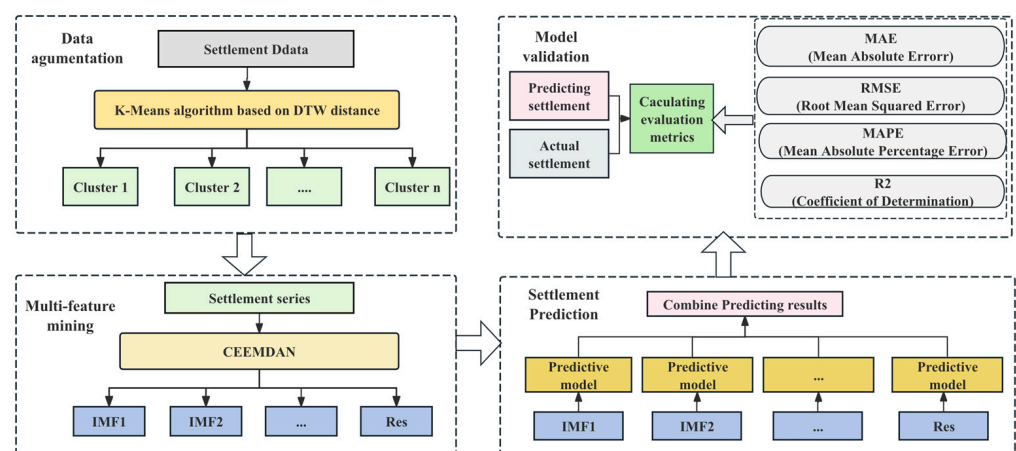 Data
agumentation
Settlement Ddata
K-Means algorithm based on DTW distance
Cluster 1
Cluster 2
....
Cluster n
Multi-feature
mining
Settlement series
CEEMDAN
IMF1
IMF2
...
Res
Settlement
Prediction
Combine Predicting results
Predictive
model
Predictive
model
...
Predictive
model
IMF1
IMF2
...
Res
Model
validation
Predicting
settlement
Actual
settlement
Caculating
evaluation
metrics
MAE
(Mean Absolute Errorr)
RMSE
(Root Mean Squared Error)
MAPE
(Mean Absolute Percentage Error)
R2
(Coefficient of Determination)